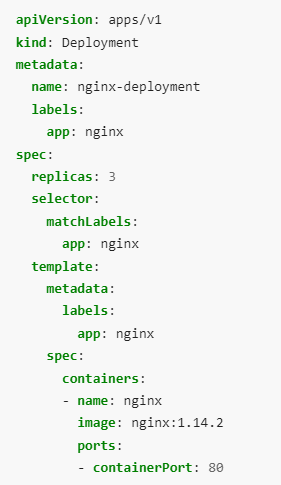 apiVersion: apps/v1
kind: Deployment
metadata:
  name: nginx-deployment
  labels:
    app: nginx
spec:
  replicas: 3
  selector:
    matchLabels:
      app: nginx
  template:
    metadata:
      labels:
        app: nginx
    spec:
      containers:
      - name: nginx
        image: nginx:1.14.2
        ports:
        - containerPort: 80